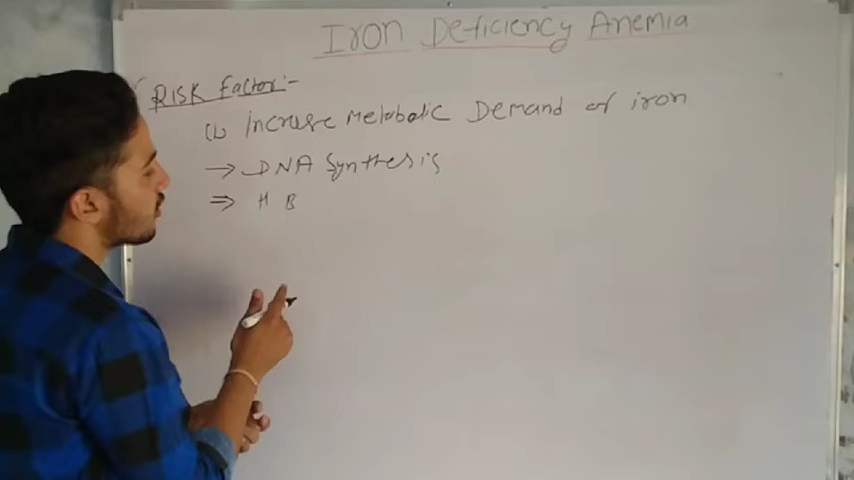 Iron Deficiency Anemia
RISK Factor:-
(1) increase Metabolic Demand of iron
→ DNA Synthesis
⇒ H B